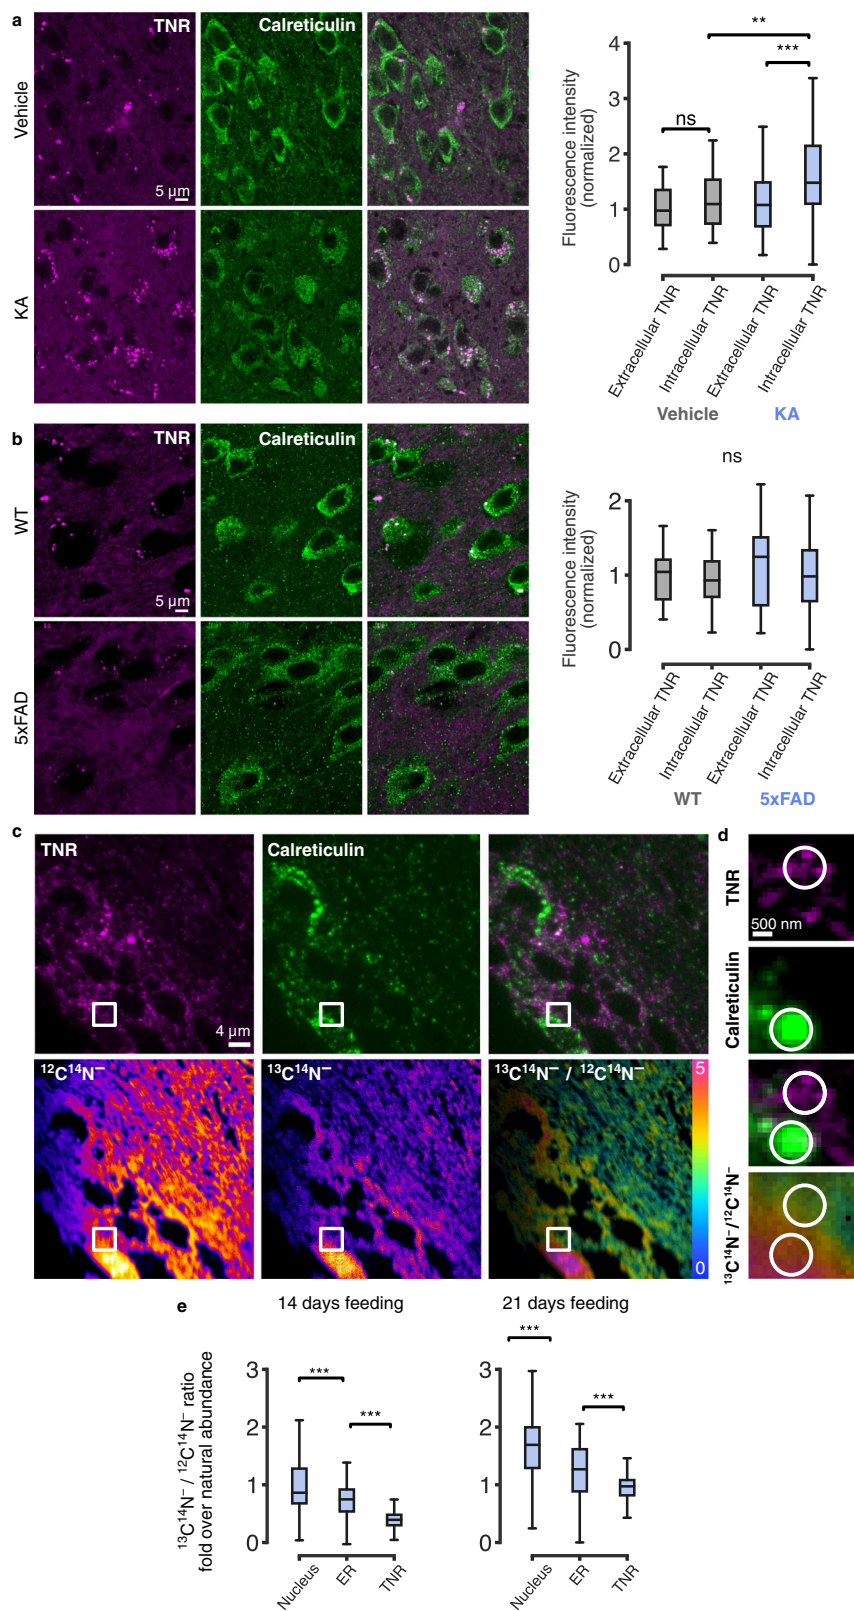 a
TNR
Calreticulin
Vehicle
5 µm
KA
Fluorescence intensity
(normalized)
4
3
2
1
0
ns
**
***
Extracellular TNR
Intracellular TNR
Extracellular TNR
Intracellular TNR
Vehicle
KA
b
TNR
Calreticulin
WT
5 µm
5xFAD
ns
Fluorescence intensity
(normalized)
2
1
0
Extracellular TNR
Intracellular TNR
Extracellular TNR
Intracellular TNR
WT
5xFAD
c
TNR
Calreticulin
4 µm
¹²C¹⁴N⁻
¹³C¹⁴N⁻
¹³C¹⁴N⁻ / ¹²C¹⁴N⁻
5
0
d
TNR
500 nm
Calreticulin
¹³C¹⁴N⁻/¹²C¹⁴N⁻
e
14 days feeding
21 days feeding
¹³C¹⁴N⁻ / ¹²C¹⁴N⁻ ratio
fold over natural abundance
3
2
1
0
***
***
Nucleus
ER
TNR
3
2
1
0
***
***
Nucleus
ER
TNR